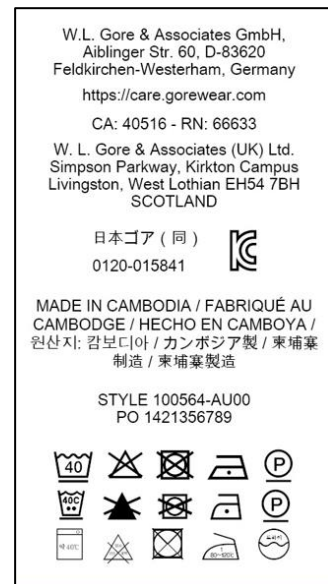 W.L. Gore & Associates GmbH,
Aiblinger Str. 60, D-83620
Feldkirchen-Westerham, Germany
https://care.gorewear.com
CA: 40516 - RN: 66633
W. L. Gore & Associates (UK) Ltd.
Simpson Parkway, Kirkton Campus
Livingston, West Lothian EH54 7BH
SCOTLAND
日本ゴア ( 同 )
0120-015841
MADE IN CAMBODIA / FABRIQUÉ AU
CAMBODGE / HECHO EN CAMBOYA /
원산지: 캄보디아 / カンボジア製 / 柬埔寨
制造 / 柬埔寨製造
STYLE 100564-AU00
PO 1421356789
40 P
40C P
드라이